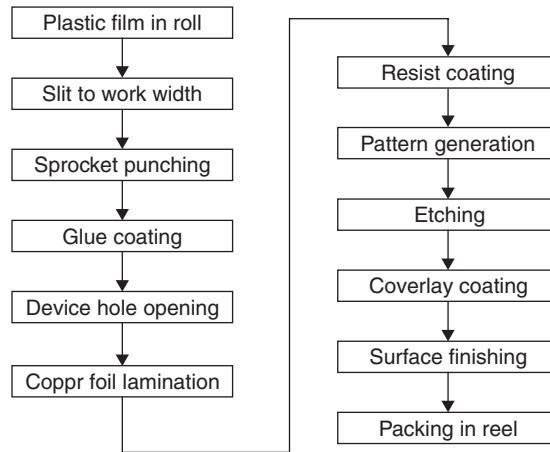 Plastic film in roll
Slit to work width
Sprocket punching
Glue coating
Device hole opening
Coppr foil lamination
Resist coating
Pattern generation
Etching
Coverlay coating
Surface finishing
Packing in reel